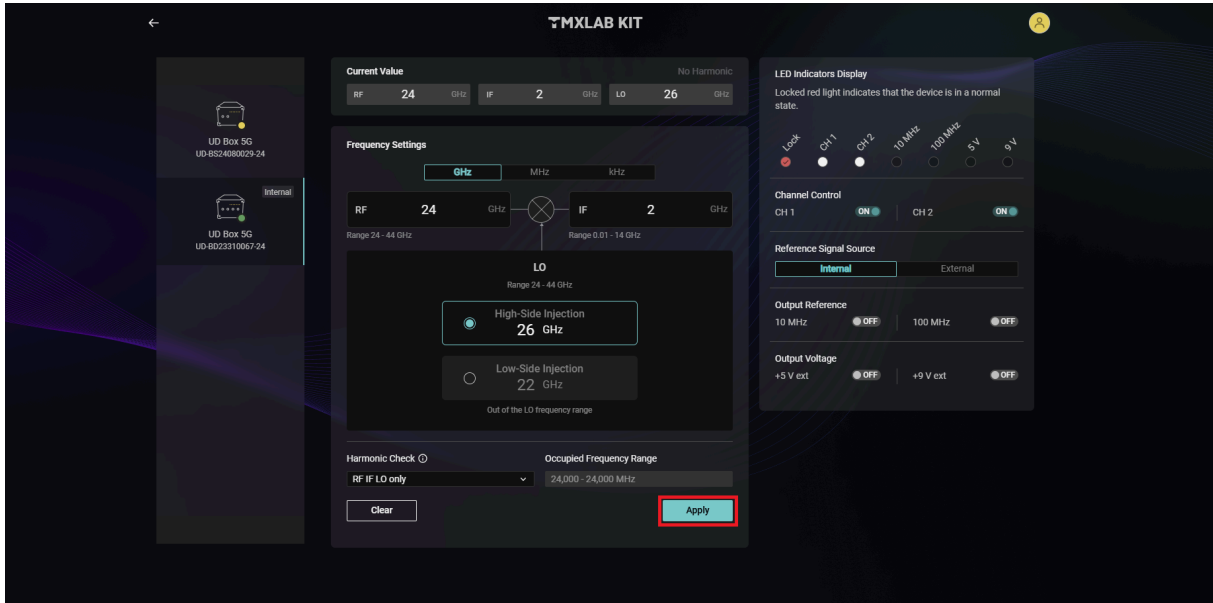 TMXLAB KIT
UD Box 5G
UD-BS24080029-24
Internal
UD Box 5G
UD-BD23310067-24
Current Value
No Harmonic
RF 24 GHz IF 2 GHz LO 26 GHz
Frequency Settings
GHz MHz kHz
RF 24 GHz IF 2 GHz
Range 24 - 44 GHz Range 0.01 - 14 GHz
LO
Range 24 - 44 GHz
High-Side Injection
26 GHz
Low-Side Injection
22 GHz
Out of the LO frequency range
Harmonic Check Occupied Frequency Range
RF IF LO only 24,000 - 24,000 MHz
Clear Apply
LED Indicators Display
Locked red light indicates that the device is in a normal
state.
Lock CH 1 CH 2 10 MHz 100 MHz 5 V 9 V
Channel Control
CH 1 ON CH 2 ON
Reference Signal Source
Internal External
Output Reference
10 MHz OFF 100 MHz OFF
Output Voltage
+5 V ext OFF +9 V ext OFF